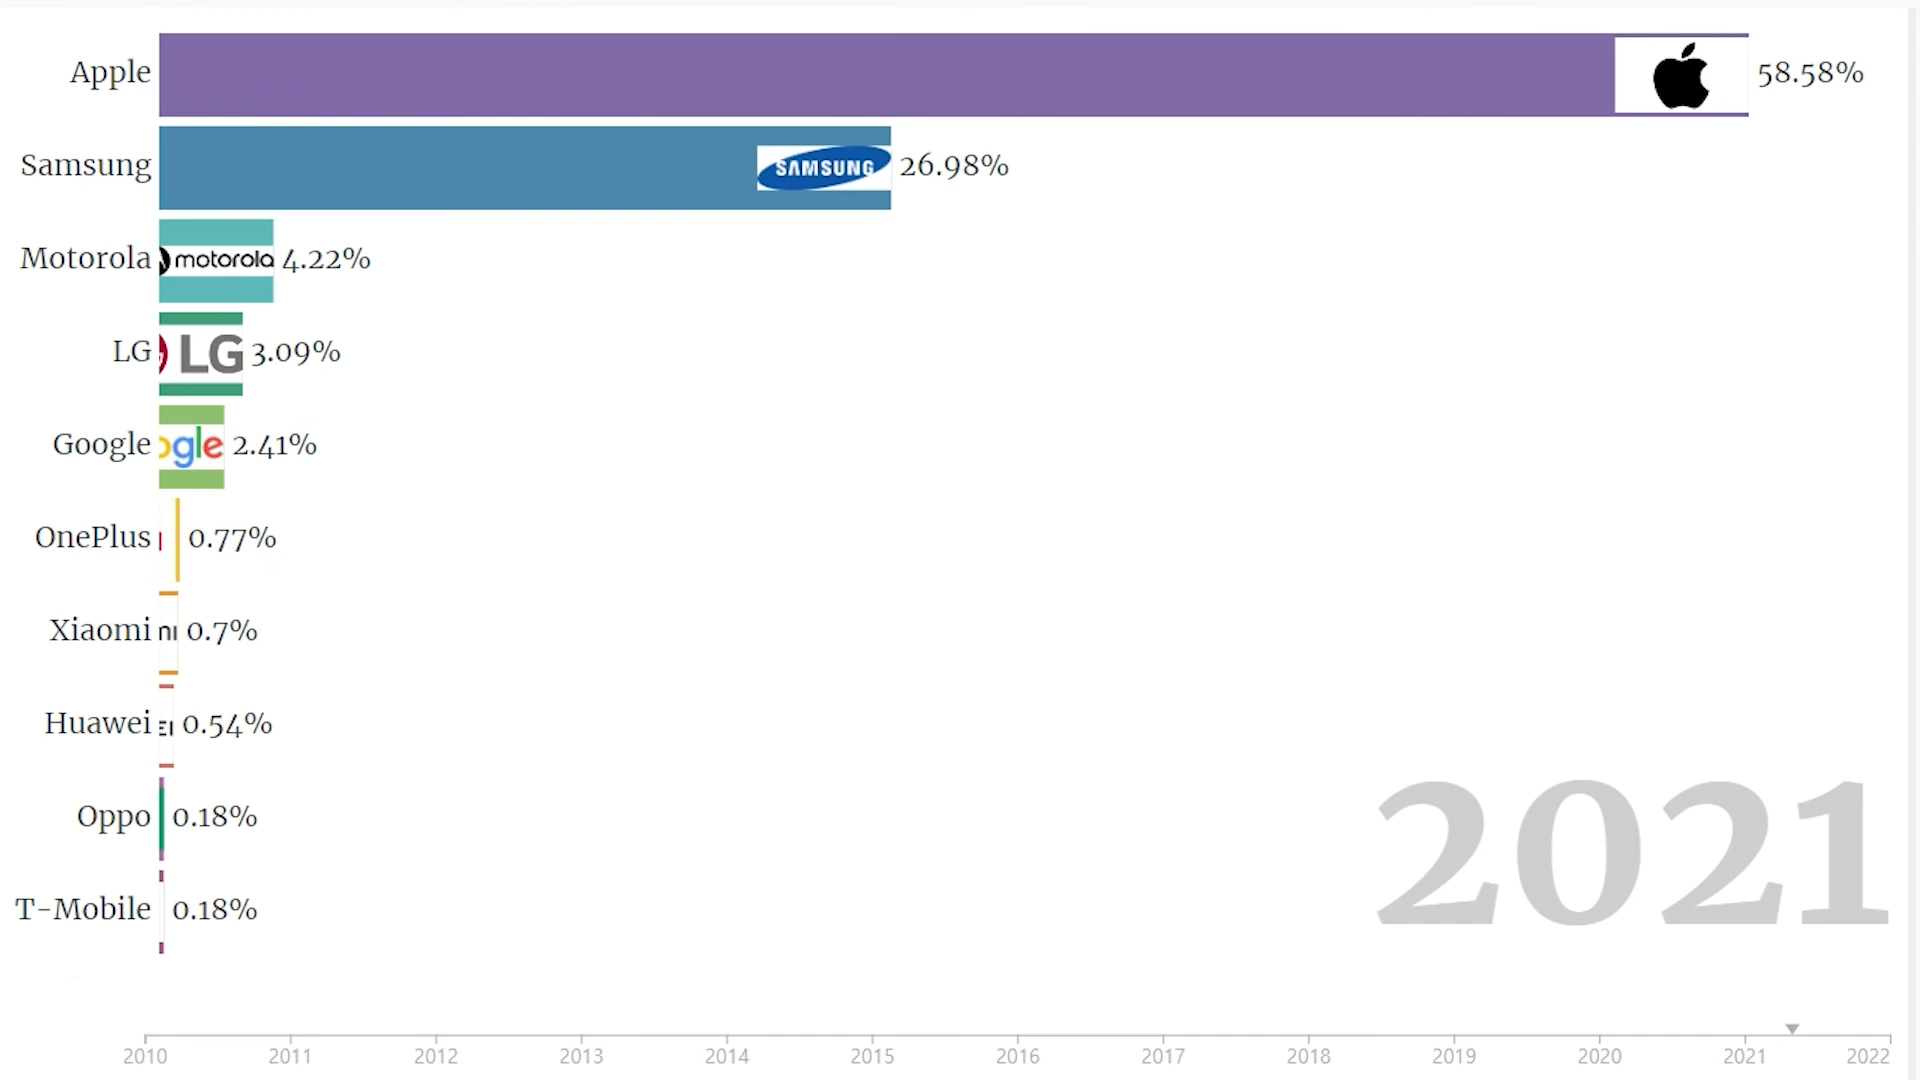 Apple 58.58%
Samsung SAMSUNG 26.98%
Motorola motorola 4.22%
LG LG 3.09%
Google ogle 2.41%
OnePlus 0.77%
Xiaomi 0.7%
Huawei EI 0.54%
Oppo 0.18%
T-Mobile 0.18%
2021
2010 2011 2012 2013 2014 2015 2016 2017 2018 2019 2020 2021 2022